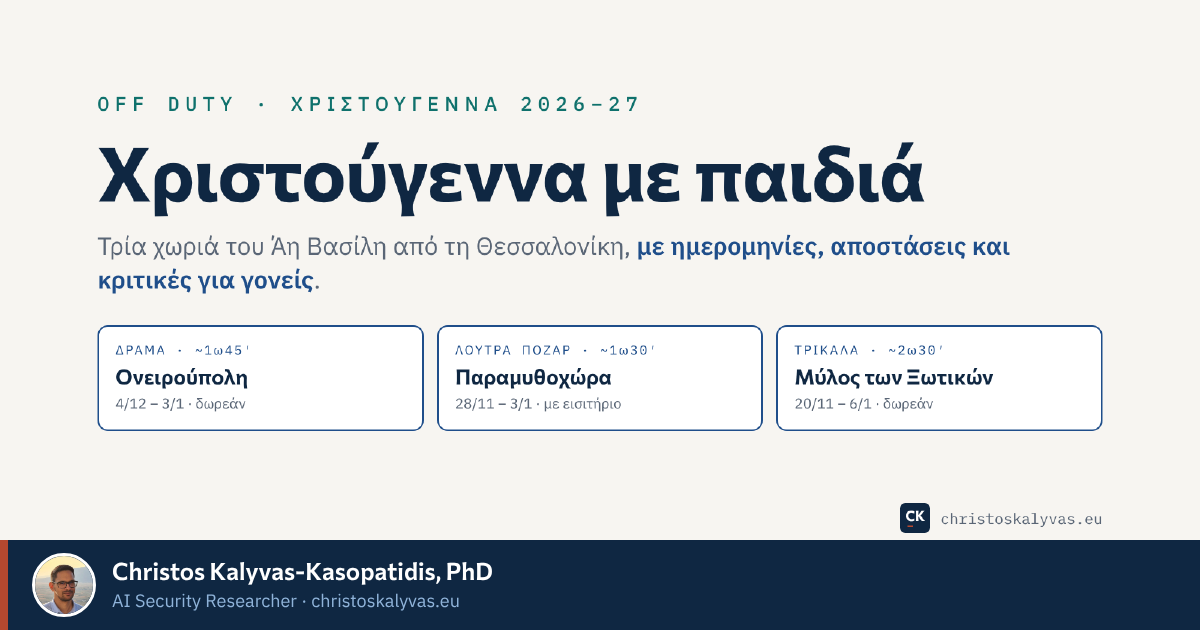 OFF DUTY · ΧΡΙΣΤΟΥΓΕΝΝΑ 2026–27
Χριστούγεννα με παιδιά
Τρία χωριά του Άη Βασίλη από τη Θεσσαλονίκη, με ημερομηνίες, αποστάσεις και
κριτικές για γονείς.
ΔΡΑΜΑ · ~1ω45'
Ονειρούπολη
4/12 – 3/1 · δωρεάν
ΛΟΥΤΡΑ ΠΟΖΑΡ · ~1ω30'
Παραμυθοχώρα
28/11 – 3/1 · με εισιτήριο
ΤΡΙΚΑΛΑ · ~2ω30'
Μύλος των Ξωτικών
20/11 – 6/1 · δωρεάν
CK christoskalyvas.eu
Christos Kalyvas-Kasopatidis, PhD
AI Security Researcher · christoskalyvas.eu